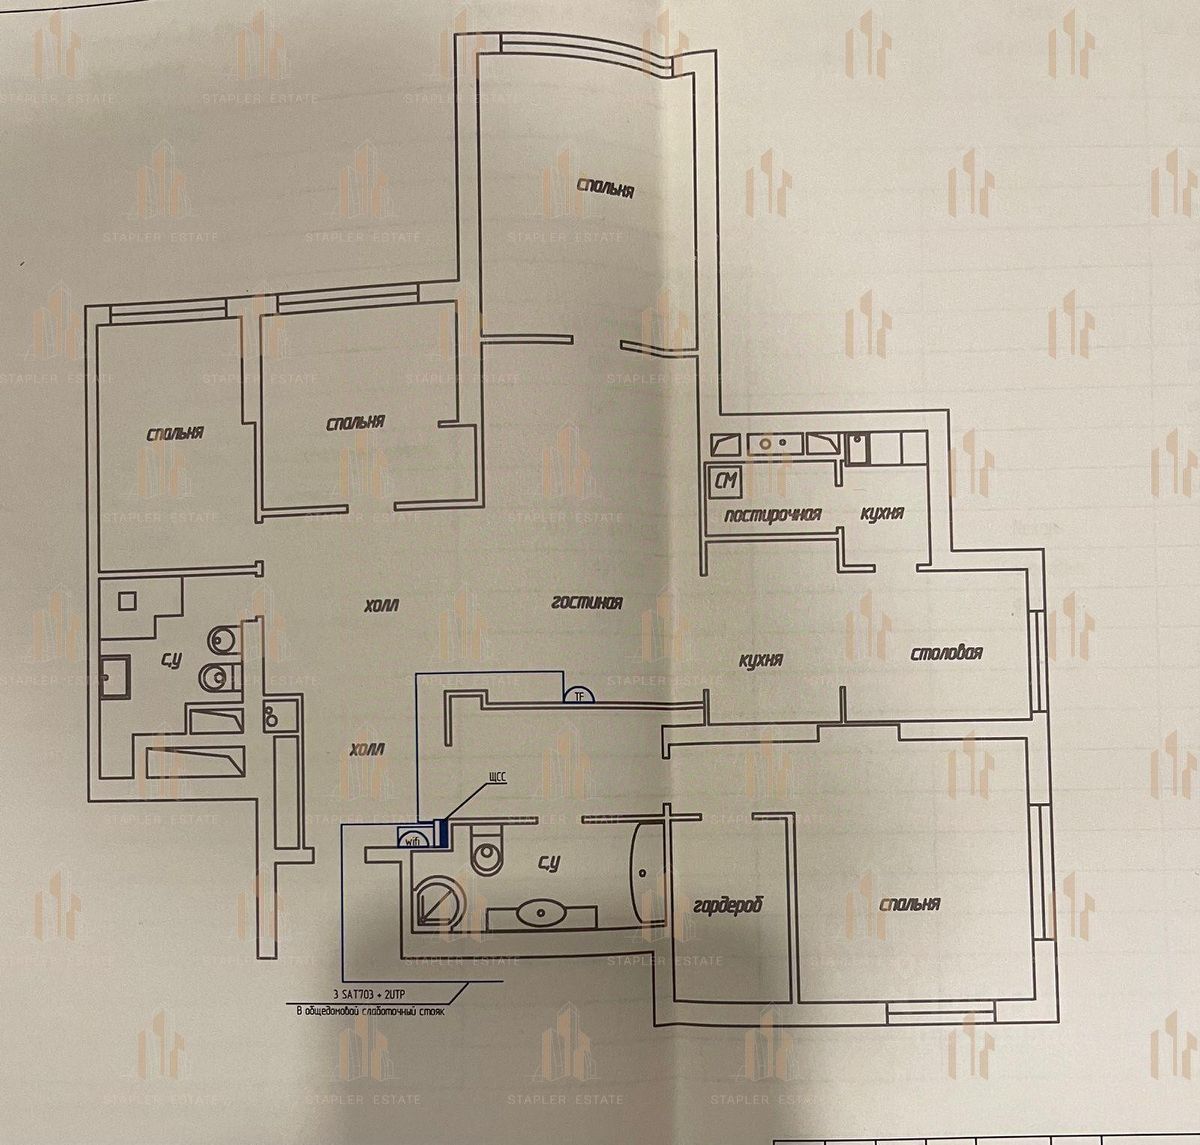 спальня
спальня
спальня
СМ
постирочная
кухня
холл
гостиная
с,у
кухня
столовая
TF
холл
ЩСС
wifi
с,у
гардероб
спальня
3 SAT703 + 2UTP
В общедомовой слаботочный стояк
STAPLER ESTATE